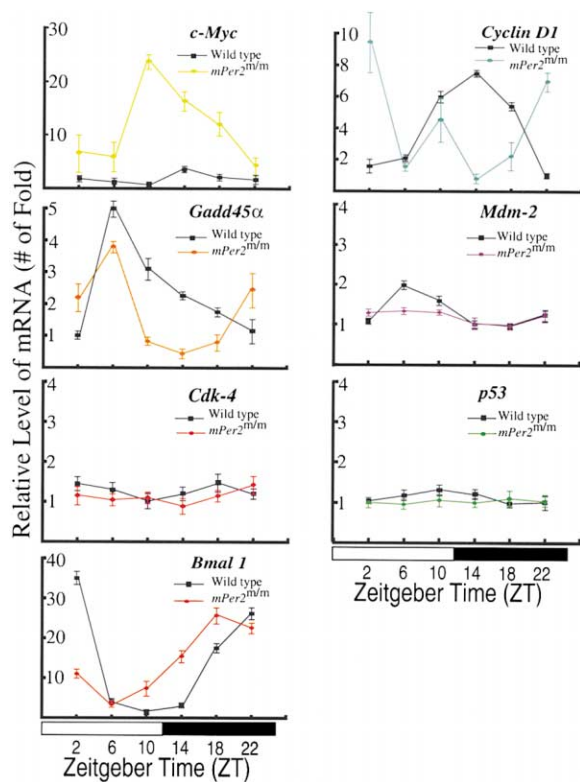 Relative Level of mRNA (# of Fold)
c-Myc
Wild type
mPer2m/m
30
20
10
Cyclin D1
Wild type
mPer2m/m
10
8
6
4
2
Gadd45α
Wild type
mPer2m/m
5
4
3
2
1
Mdm-2
Wild type
mPer2m/m
4
3
2
1
Cdk-4
Wild type
mPer2m/m
4
3
2
1
p53
Wild type
mPer2m/m
4
3
2
1
2 6 10 14 18 22
Zeitgeber Time (ZT)
Bmal 1
Wild type
mPer2m/m
40
30
20
10
2 6 10 14 18 22
Zeitgeber Time (ZT)